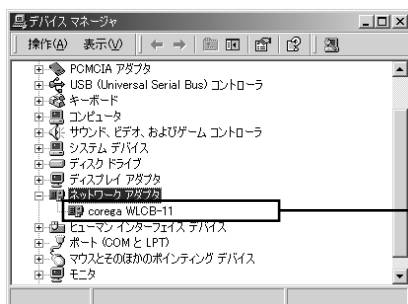 デバイス マネージャ
操作(A) 表示(V)
PCMCIA アダプタ
USB (Universal Serial Bus) コントローラ
キーボード
コンピュータ
サウンド、ビデオ、およびゲーム コントローラ
システム デバイス
ディスク ドライブ
ディスプレイ アダプタ
ネットワーク アダプタ
corega WLCB-11
ヒューマン インターフェイス デバイス
ポート (COM と LPT)
マウスとそのほかのポインティング デバイス
モニタ